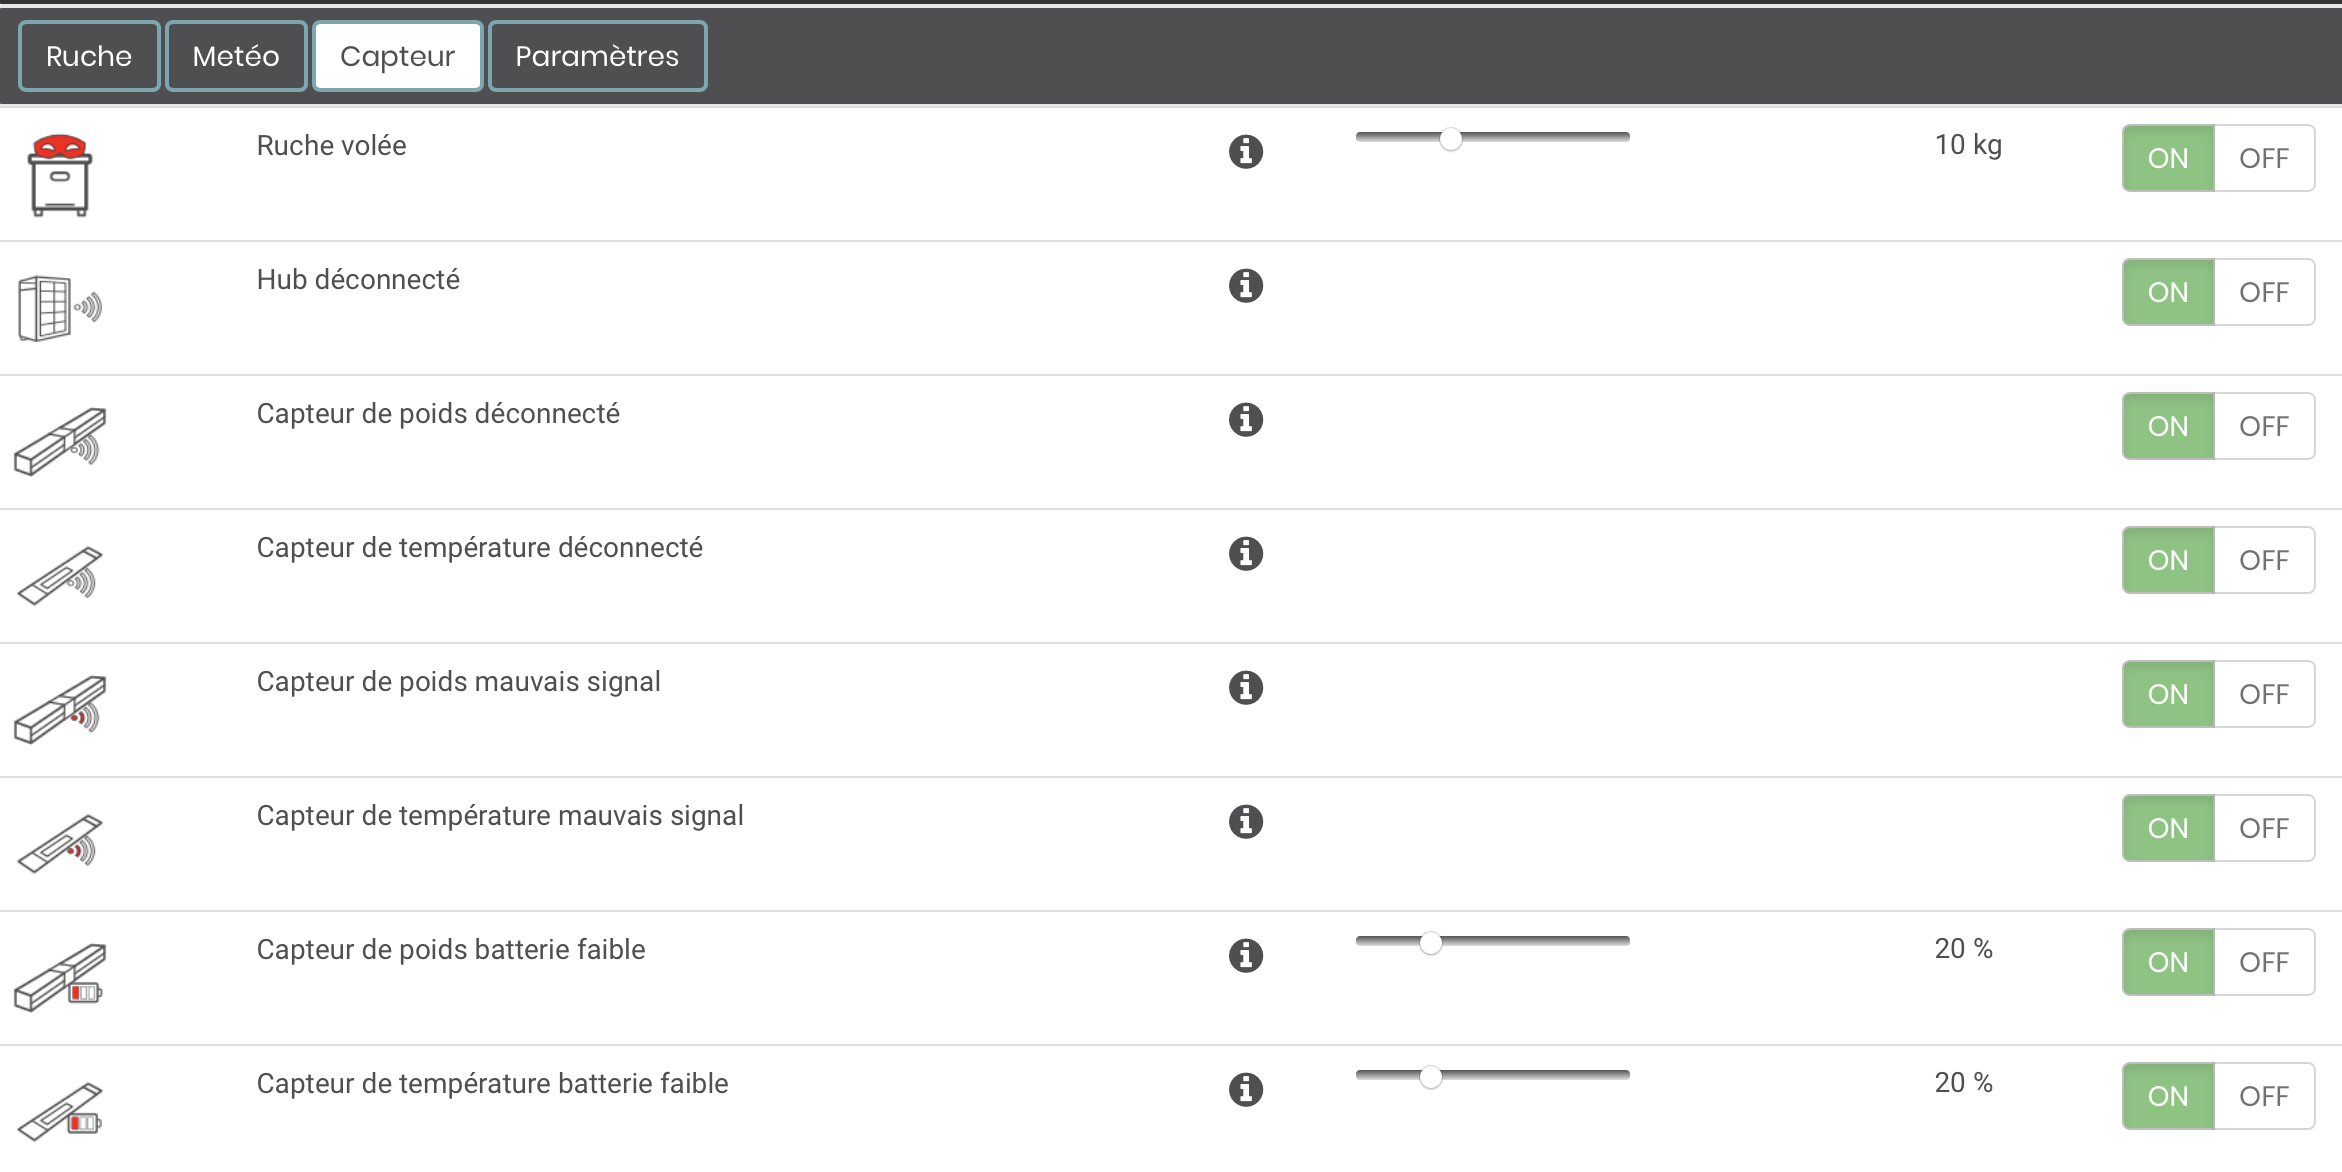 Ruche Metéo Capteur Paramètres
Ruche volée 10 kg ON OFF
Hub déconnecté ON OFF
Capteur de poids déconnecté ON OFF
Capteur de température déconnecté ON OFF
Capteur de poids mauvais signal ON OFF
Capteur de température mauvais signal ON OFF
Capteur de poids batterie faible 20 % ON OFF
Capteur de température batterie faible 20 % ON OFF